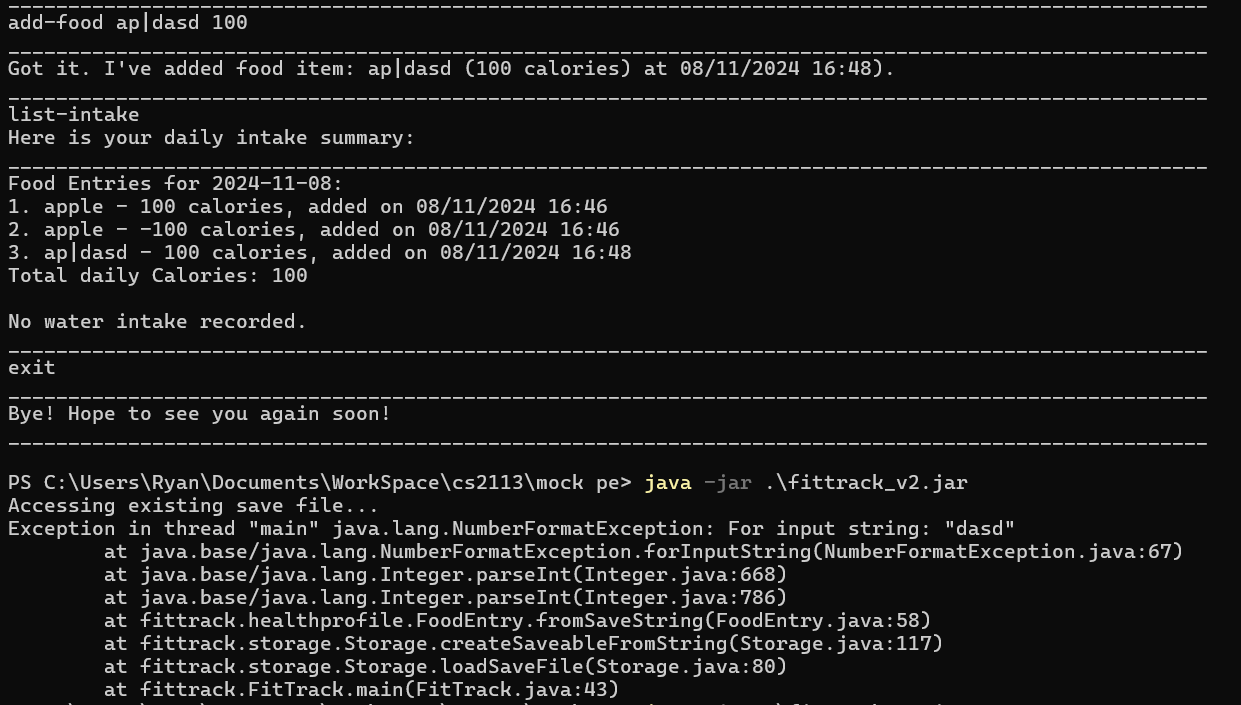 ____________________________________________________________________________________________________
add-food ap|dasd 100
____________________________________________________________________________________________________
Got it. I've added food item: ap|dasd (100 calories) at 08/11/2024 16:48).
____________________________________________________________________________________________________
list-intake
Here is your daily intake summary:
____________________________________________________________________________________________________
Food Entries for 2024-11-08:
1. apple - 100 calories, added on 08/11/2024 16:46
2. apple - -100 calories, added on 08/11/2024 16:46
3. ap|dasd - 100 calories, added on 08/11/2024 16:48
Total daily Calories: 100
No water intake recorded.
____________________________________________________________________________________________________
exit
____________________________________________________________________________________________________
Bye! Hope to see you again soon!
____________________________________________________________________________________________________
PS C:\Users\Ryan\Documents\WorkSpace\cs2113\mock pe> java -jar .\fittrack_v2.jar
Accessing existing save file...
Exception in thread "main" java.lang.NumberFormatException: For input string: "dasd"
        at java.base/java.lang.NumberFormatException.forInputString(NumberFormatException.java:67)
        at java.base/java.lang.Integer.parseInt(Integer.java:668)
        at java.base/java.lang.Integer.parseInt(Integer.java:786)
        at fittrack.healthprofile.FoodEntry.fromSaveString(FoodEntry.java:58)
        at fittrack.storage.Storage.createSaveableFromString(Storage.java:117)
        at fittrack.storage.Storage.loadSaveFile(Storage.java:80)
        at fittrack.FitTrack.main(FitTrack.java:43)